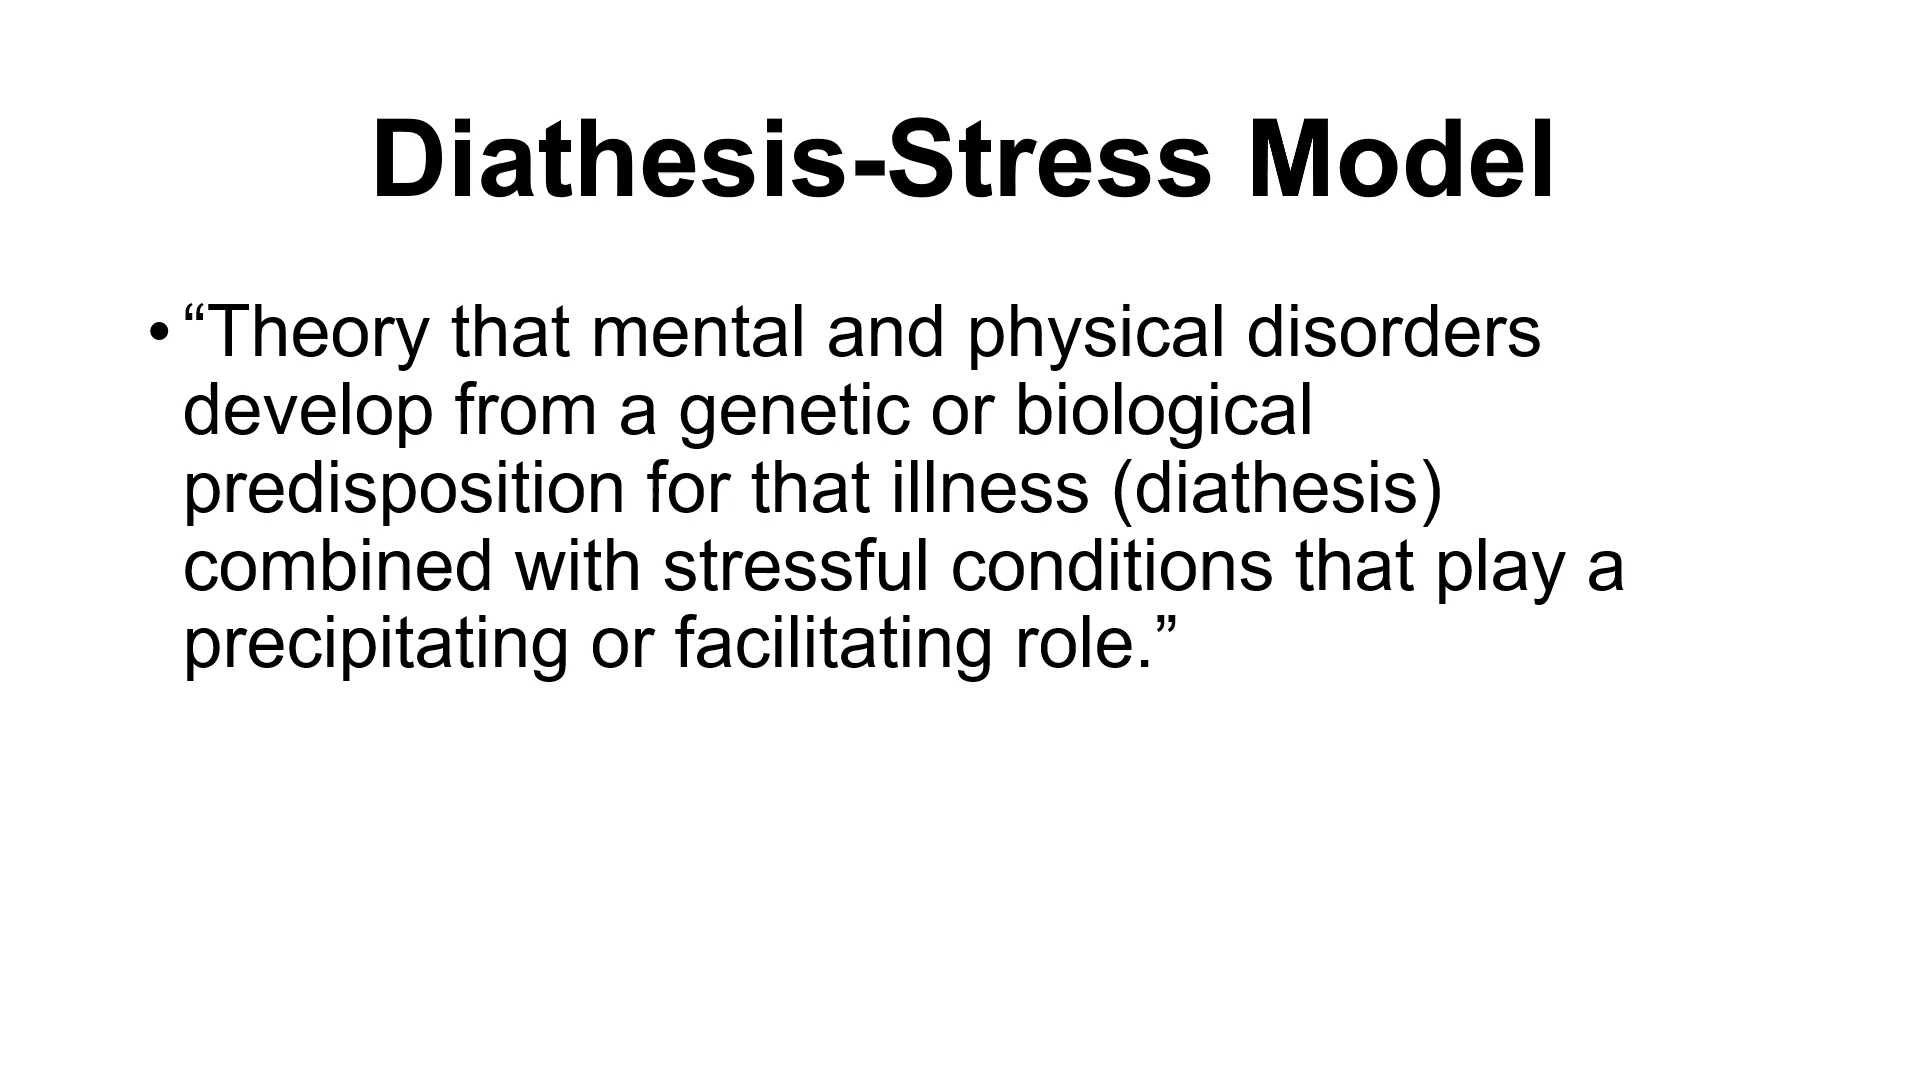 Diathesis-Stress Model
• “Theory that mental and physical disorders
develop from a genetic or biological
predisposition for that illness (diathesis)
combined with stressful conditions that play a
precipitating or facilitating role.”